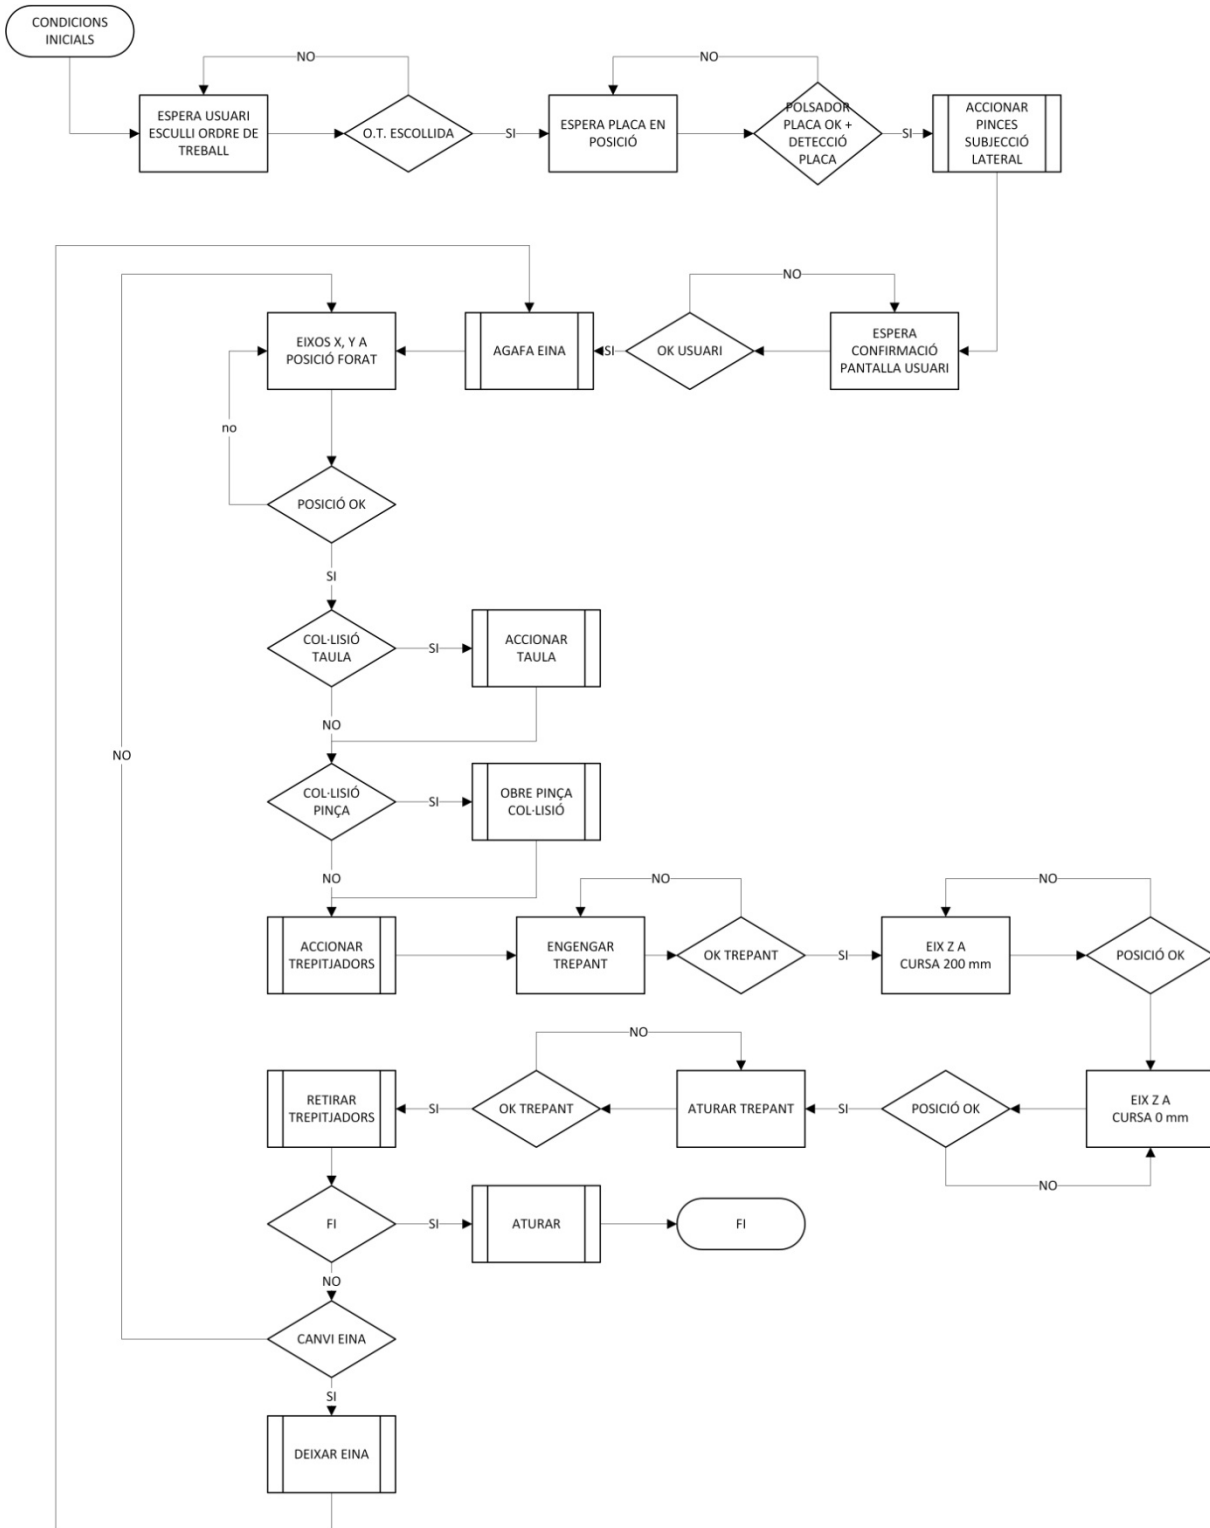 CONDICIONS
INICIALS
NO
NO
ESPERA USUARI
ESCULLI ORDRE DE
TREBALL
O.T. ESCOLLIDA
SI
ESPERA PLACA EN
POSICIÓ
POLSADOR
PLACA OK +
DETECCIÓ
PLACA
SI
ACCIONAR
PINCES
SUBJECCIÓ
LATERAL
NO
EIXOS X, Y A
POSICIÓ FORAT
AGAFA EINA
SI
OK USUARI
ESPERA
CONFIRMACIÓ
PANTALLA USUARI
no
POSICIÓ OK
SI
COL·LISIÓ
TAULA
SI
ACCIONAR
TAULA
NO
NO
COL·LISIÓ
PINÇA
SI
OBRE PINÇA
COL·LISIÓ
NO
NO
NO
ACCIONAR
TREPITJADORS
ENGENGAR
TREPANT
OK TREPANT
SI
EIX Z A
CURSA 200 mm
POSICIÓ OK
NO
RETIRAR
TREPITJADORS
SI
OK TREPANT
ATURAR TREPANT
SI
POSICIÓ OK
EIX Z A
CURSA 0 mm
NO
FI
SI
ATURAR
FI
NO
CANVI EINA
SI
DEIXAR EINA